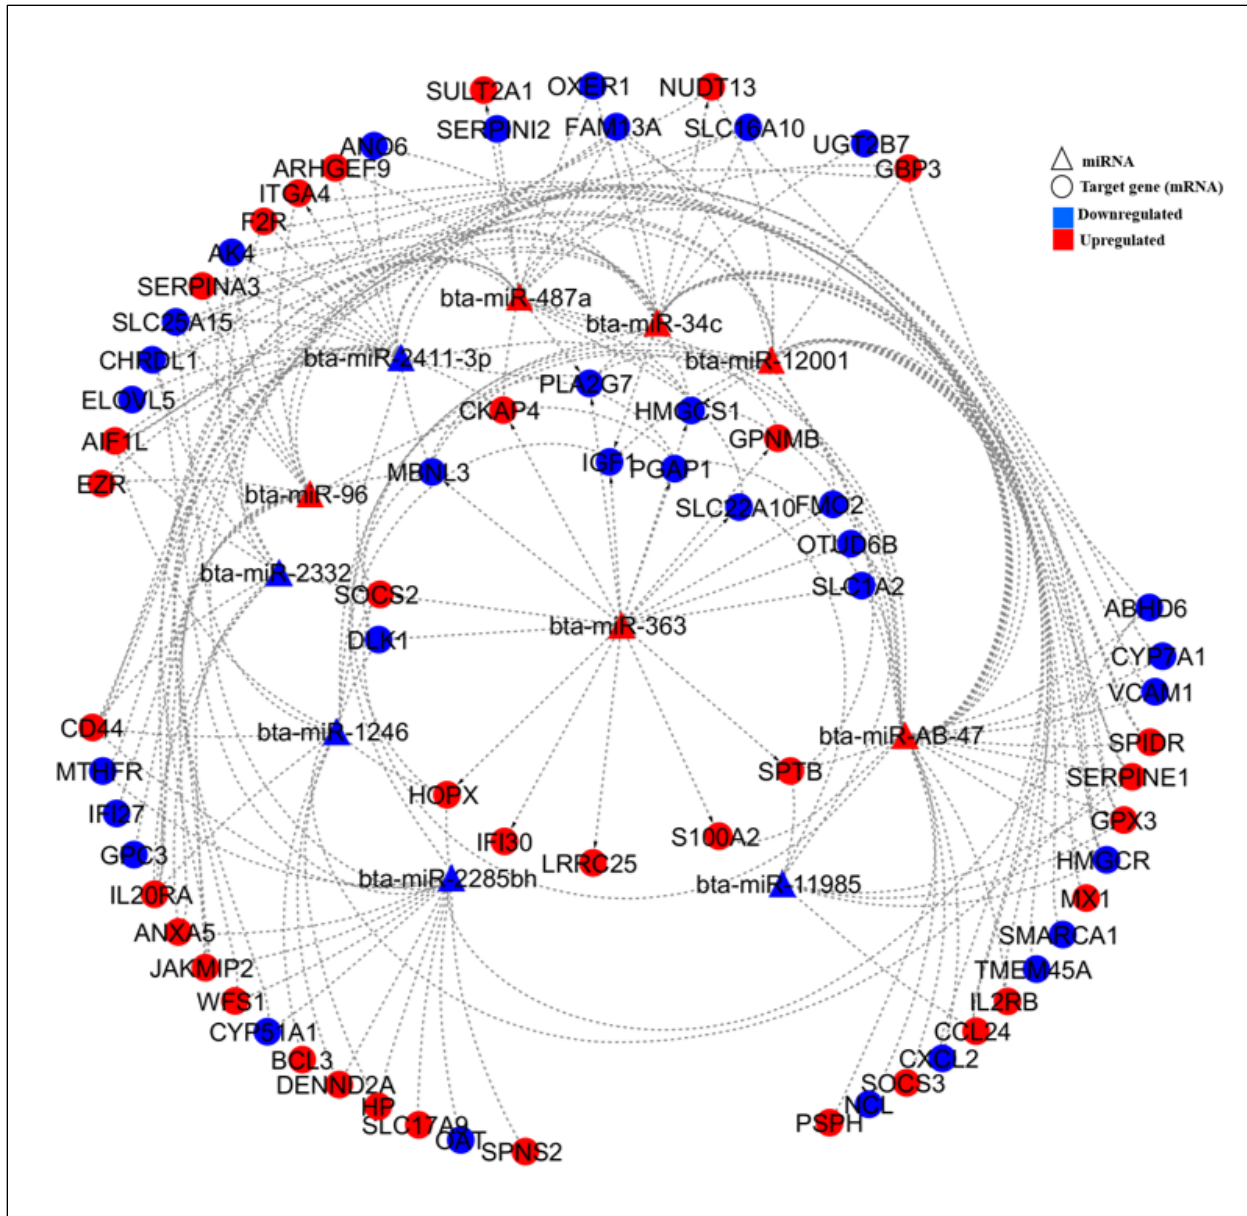 SULT2A1
OXER1
NUDT13
SERPINI2
FAM13A
SLC16A10
ANO6
UGT2B7
ARHGEF9
GBP3
ITGA4
F2R
AK4
SERPINA3
SLC25A15
CHRDL1
ELOVL5
AIF1L
EZR
miRNA
Target gene (mRNA)
Downregulated
Upregulated
bta-miR-487a
bta-miR-34c
bta-miR-2411-3p
bta-miR-12001
PLA2G7
CKAP4
HMGCS1
GPNMB
MBNL3
IGF1
PGAP1
bta-miR-96
SLC22A10
FMO2
OTUD6B
bta-miR-2332
SOCS2
SLC1A2
bta-miR-363
DLK1
ABHD6
CYP7A1
VCAM1
CD44
bta-miR-1246
bta-miR-AB-47
SPIDR
MTHFR
SPTB
SERPINE1
HOPX
IFI27
GPX3
IFI30
S100A2
GPC3
LRRC25
HMGCR
bta-miR-2285bh
bta-miR-11985
IL20RA
MX1
ANXA5
SMARCA1
JAKMIP2
TMEM45A
WFS1
IL2RB
CYP51A1
CCL24
BCL3
CXCL2
DENND2A
SOCS3
HP
NCL
SLC17A9
PSPH
OAT
SPNS2